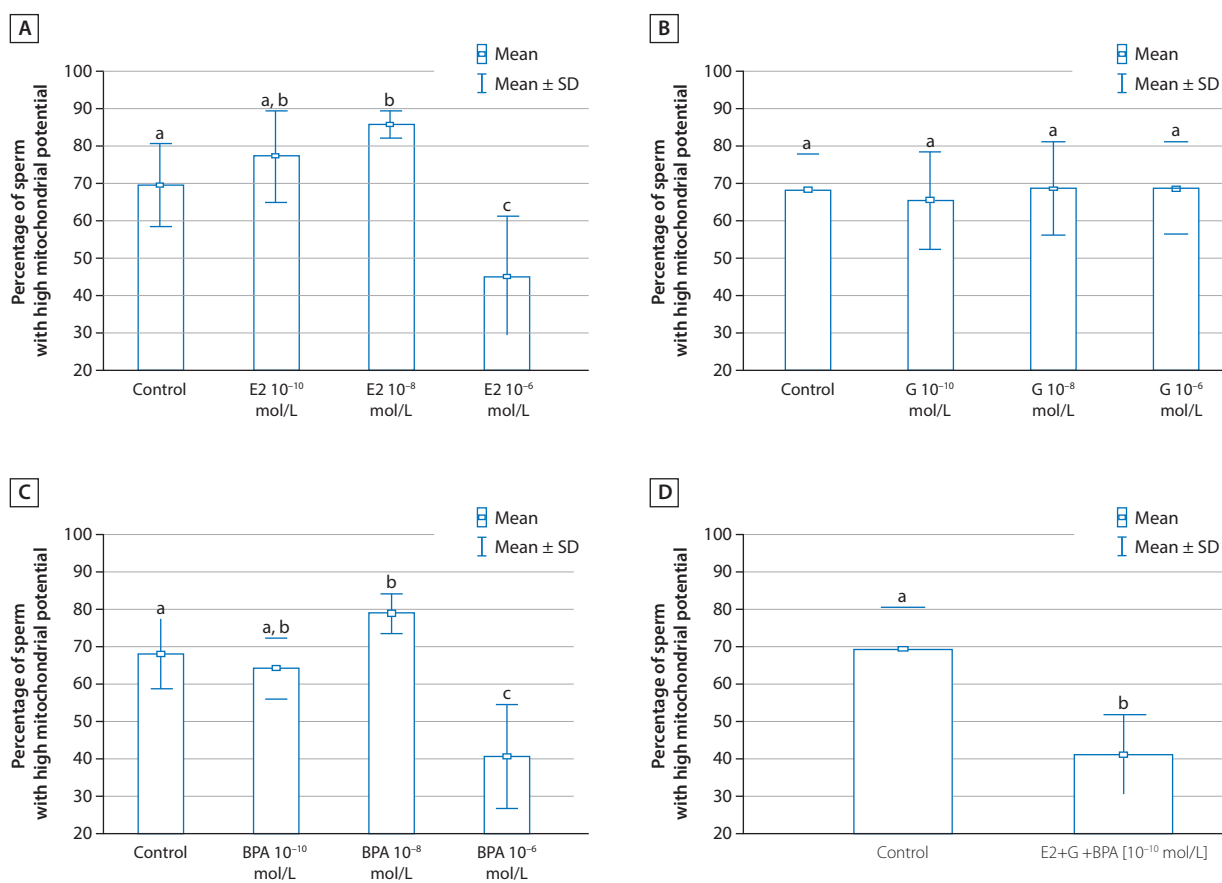 A
Mean
Mean ± SD
Percentage of sperm
with high mitochondrial potential
100
90
80
70
60
50
40
30
20
a
a, b
b
c
Control
E2 10⁻¹⁰
mol/L
E2 10⁻⁸
mol/L
E2 10⁻⁶
mol/L
B
Mean
Mean ± SD
Percentage of sperm
with high mitochondrial potential
100
90
80
70
60
50
40
30
20
a
a
a
a
Control
G 10⁻¹⁰
mol/L
G 10⁻⁸
mol/L
G 10⁻⁶
mol/L
C
Mean
Mean ± SD
Percentage of sperm
with high mitochondrial potential
100
90
80
70
60
50
40
30
20
a
a, b
b
c
Control
BPA 10⁻¹⁰
mol/L
BPA 10⁻⁸
mol/L
BPA 10⁻⁶
mol/L
D
Mean
Mean ± SD
Percentage of sperm
with high mitochondrial potential
100
90
80
70
60
50
40
30
20
a
b
Control
E2+G +BPA [10⁻¹⁰ mol/L]